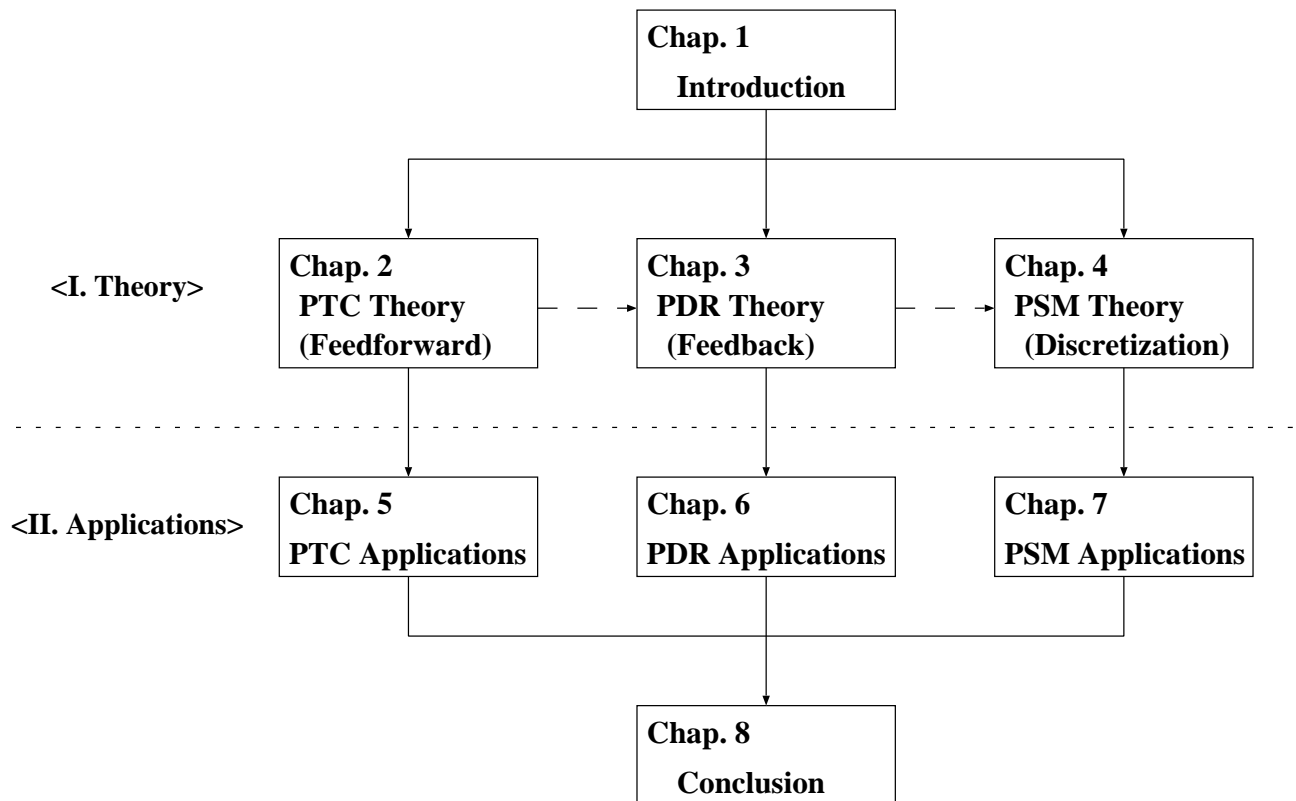 Chap. 1
Introduction
<I. Theory>
Chap. 2
PTC Theory
(Feedforward)
Chap. 3
PDR Theory
(Feedback)
Chap. 4
PSM Theory
(Discretization)
<II. Applications>
Chap. 5
PTC Applications
Chap. 6
PDR Applications
Chap. 7
PSM Applications
Chap. 8
Conclusion